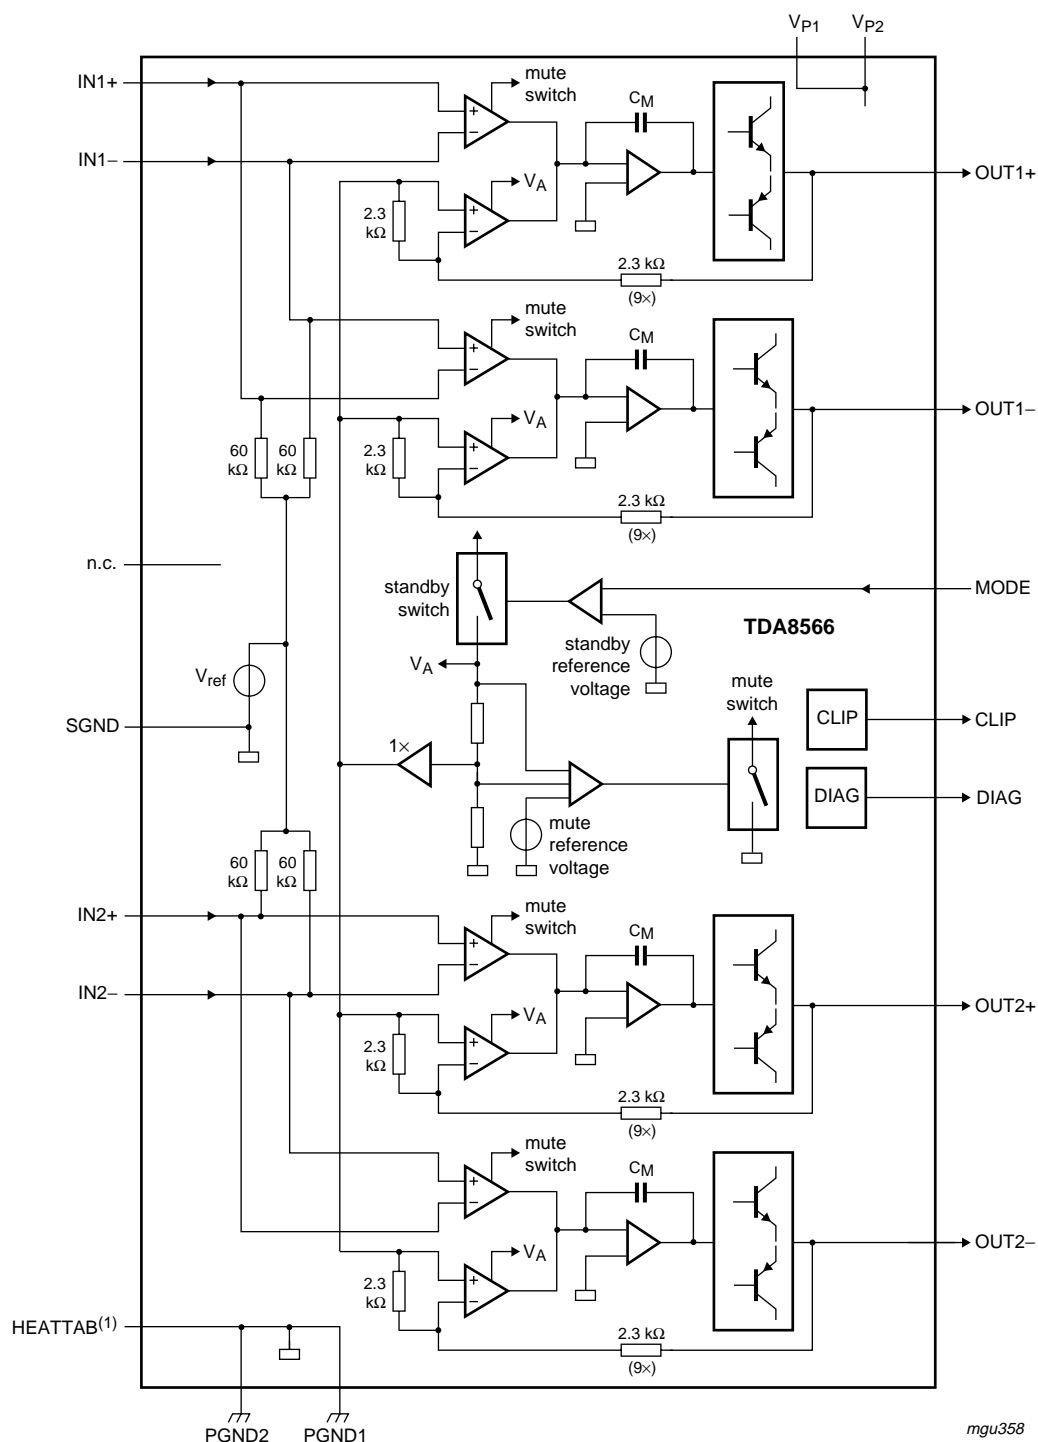 VP1 VP2
IN1+
mute
switch
CM
IN1−
VA
OUT1+
2.3
kΩ
2.3 kΩ
(9×)
mute
switch
CM
VA
OUT1−
60
kΩ
60
kΩ
2.3
kΩ
2.3 kΩ
(9×)
n.c.
standby
switch
MODE
TDA8566
standby
reference
voltage
VA
Vref
mute
switch
SGND
CLIP
CLIP
1×
DIAG
DIAG
mute
reference
voltage
60
kΩ
60
kΩ
IN2+
mute
switch
CM
IN2−
VA
OUT2+
2.3
kΩ
2.3 kΩ
(9×)
mute
switch
CM
VA
OUT2−
2.3
kΩ
HEATTAB(1)
2.3 kΩ
(9×)
PGND2 PGND1
mgu358